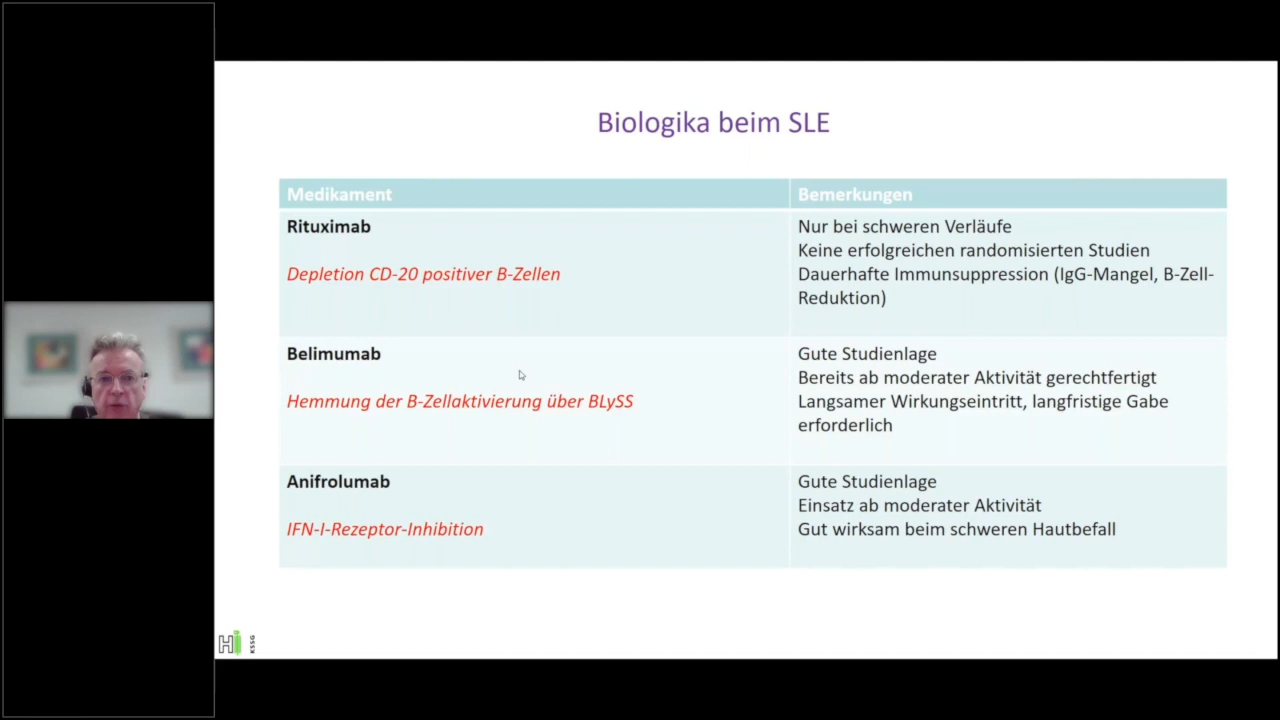 Biologika beim SLE
Medikament
Bemerkungen
Rituximab
Depletion CD-20 positiver B-Zellen
Nur bei schweren Verläufe
Keine erfolgreichen randomisierten Studien
Dauerhafte Immunsuppression (IgG-Mangel, B-Zell-
Reduktion)
Belimumab
Hemmung der B-Zellaktivierung über BLySS
Gute Studienlage
Bereits ab moderater Aktivität gerechtfertigt
Langsamer Wirkungseintritt, langfristige Gabe
erforderlich
Anifrolumab
IFN-I-Rezeptor-Inhibition
Gute Studienlage
Einsatz ab moderater Aktivität
Gut wirksam beim schweren Hautbefall
Hi
KSSG